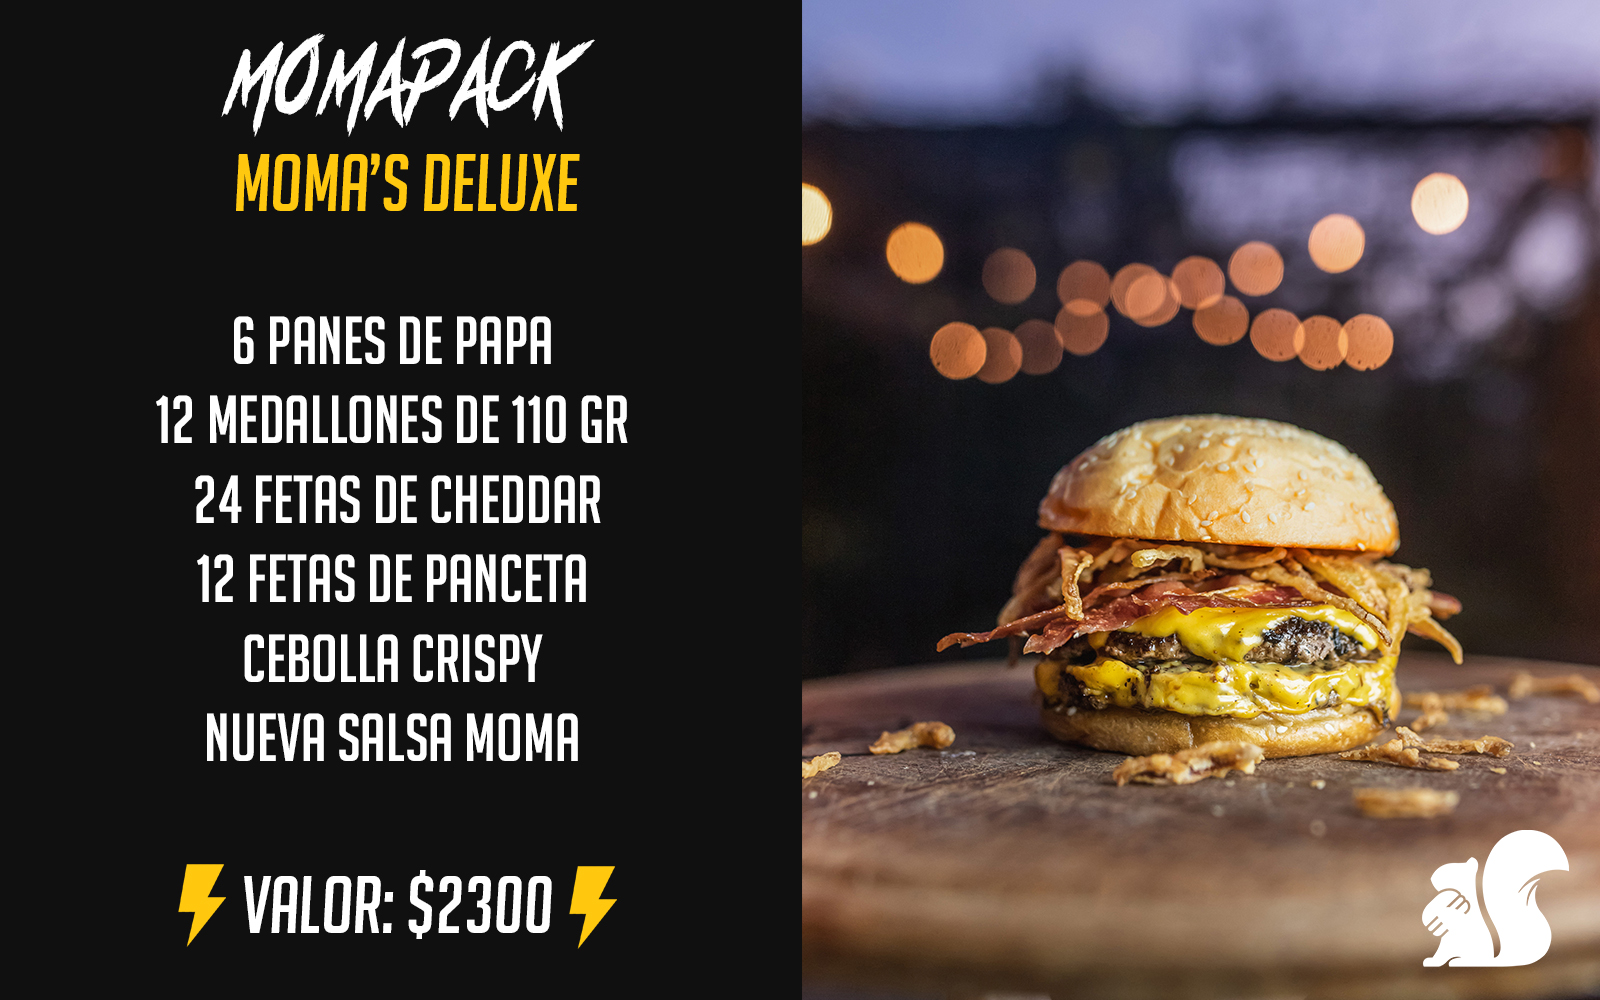 MOMAPACK
MOMA'S DELUXE
6 PANES DE PAPA
12 MEDALLONES DE 110 GR
24 FETAS DE CHEDDAR
12 FETAS DE PANCETA
CEBOLLA CRISPY
NUEVA SALSA MOMA
VALOR: $2300